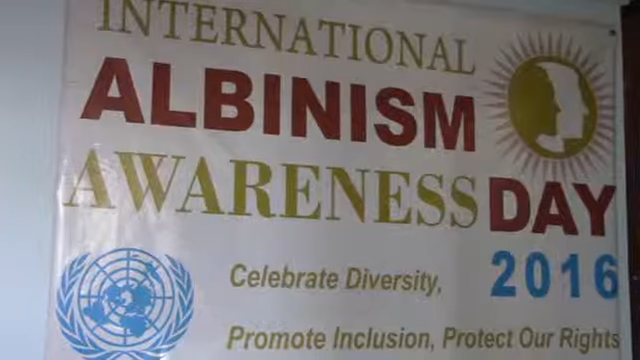 INTERNATIONAL
ALBINISM
AWARENESS DAY
2016
Celebrate Diversity,
Promote Inclusion, Protect Our Rights